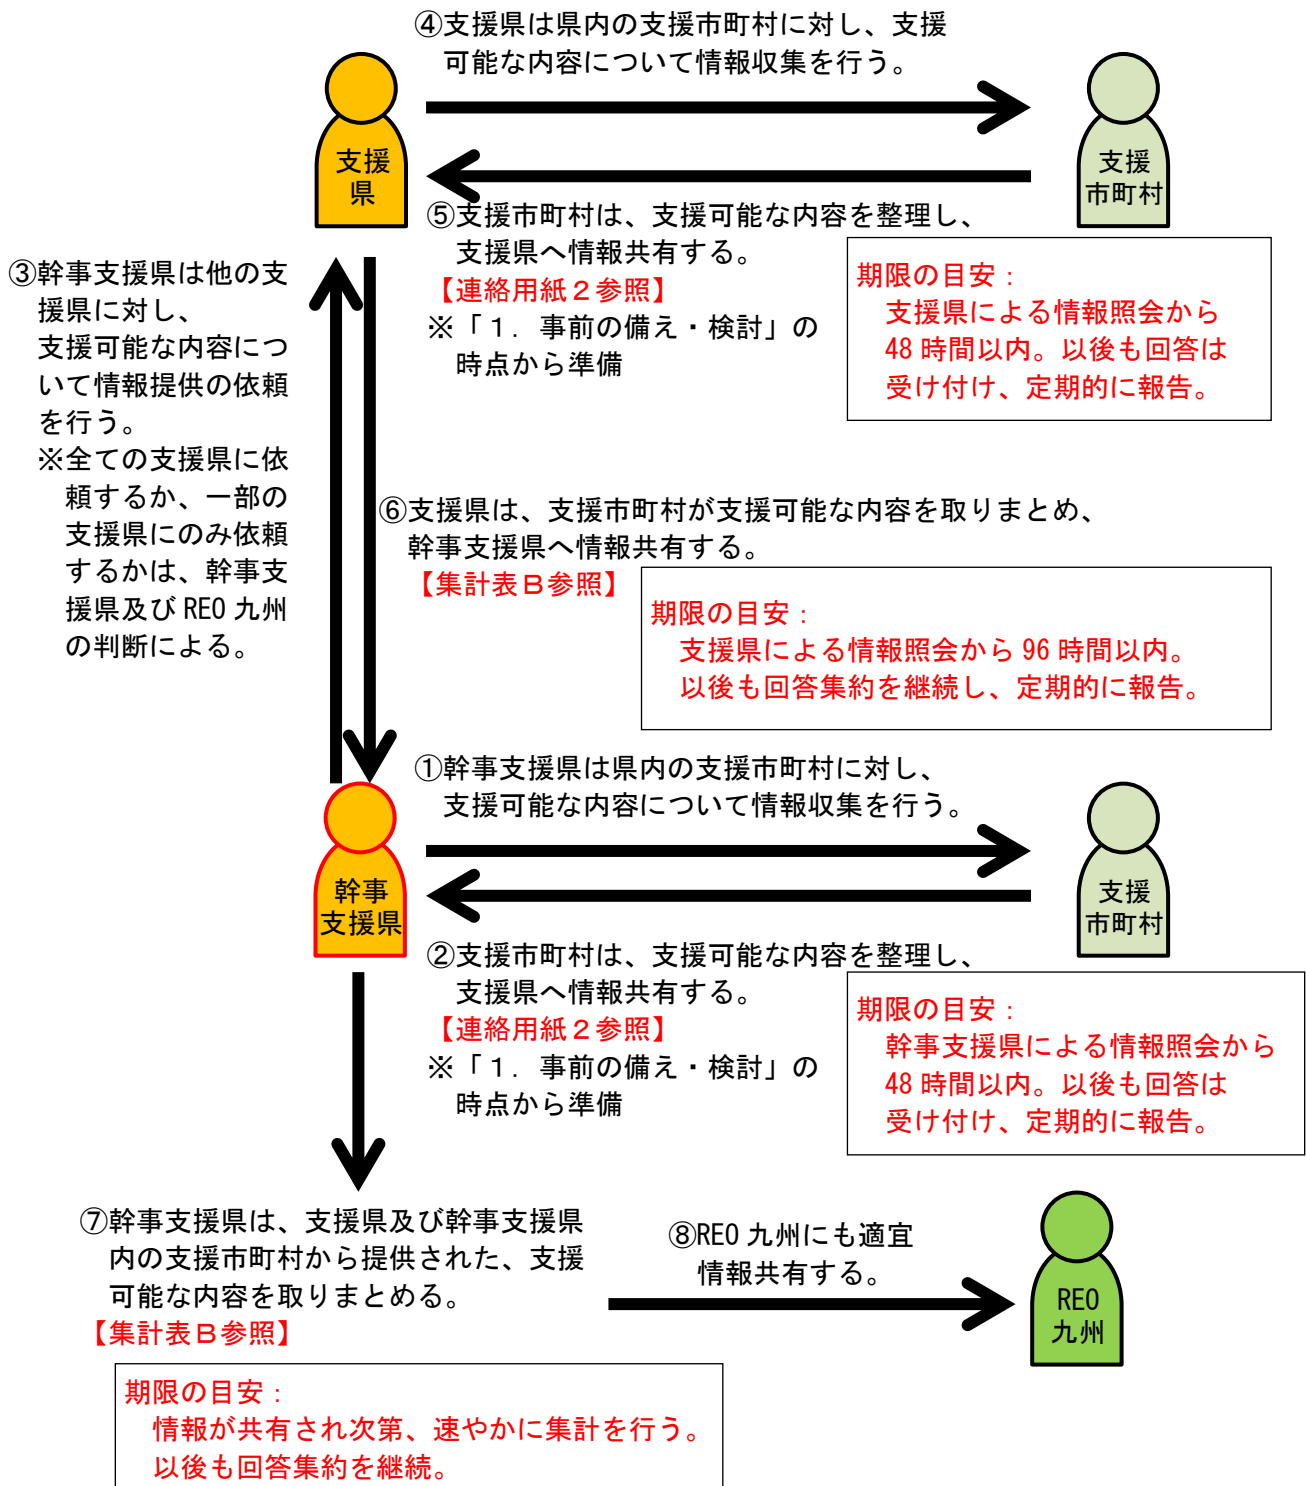 ④支援県は県内の支援市町村に対し、支援
可能な内容について情報収集を行う。
支援
県
支援
市町村
⑤支援市町村は、支援可能な内容を整理し、
支援県へ情報共有する。
【連絡用紙２参照】
※「１．事前の備え・検討」の
時点から準備
期限の目安：
支援県による情報照会から
48時間以内。以後も回答は
受け付け、定期的に報告。
③幹事支援県は他の支
援県に対し、
支援可能な内容につ
いて情報提供の依頼
を行う。
※全ての支援県に依
頼するか、一部の
支援県にのみ依頼
するかは、幹事支
援県及びREO九州
の判断による。
⑥支援県は、支援市町村が支援可能な内容を取りまとめ、
幹事支援県へ情報共有する。
【集計表Ｂ参照】
期限の目安：
支援県による情報照会から96時間以内。
以後も回答集約を継続し、定期的に報告。
①幹事支援県は県内の支援市町村に対し、
支援可能な内容について情報収集を行う。
幹事
支援県
支援
市町村
②支援市町村は、支援可能な内容を整理し、
支援県へ情報共有する。
【連絡用紙２参照】
※「１．事前の備え・検討」の
時点から準備
期限の目安：
幹事支援県による情報照会から
48時間以内。以後も回答は
受け付け、定期的に報告。
⑦幹事支援県は、支援県及び幹事支援県
内の支援市町村から提供された、支援
可能な内容を取りまとめる。
【集計表Ｂ参照】
⑧REO九州にも適宜
情報共有する。
REO
九州
期限の目安：
情報が共有され次第、速やかに集計を行う。
以後も回答集約を継続。